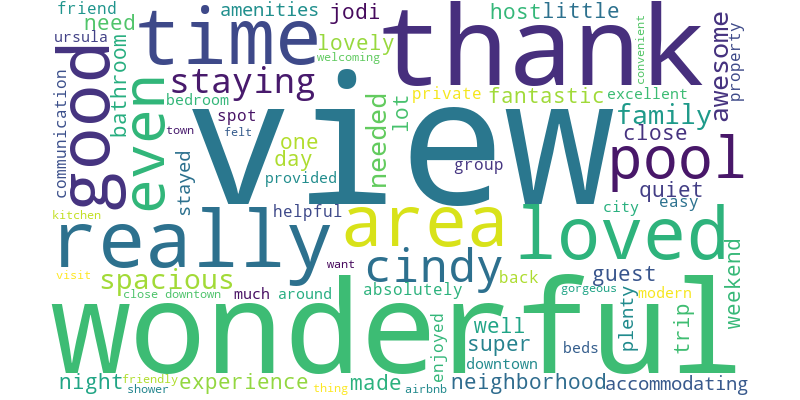 friend
need
ursula
amenities
time
jodi
lovely
welcoming
host
little
thank
convenient
awesome
property
good
bathroom
communication
even
staying
bedroom
town
spot
felt
stayed
view
one
day
provided
needed
lot
private
fantastic
excellent
family
close
group
pool
quiet
easy
city
kitchen
really
helpful
area
loved
visit
spacious
want
cindy
back
guest
gorgeous
modern
weekend
close downtown
much
around
absolutely
wonderful
enjoyed
well
super
downtown
beds
plenty
trip
night
friendly
shower
experience
thing
made
airbnb
neighborhood
accommodating